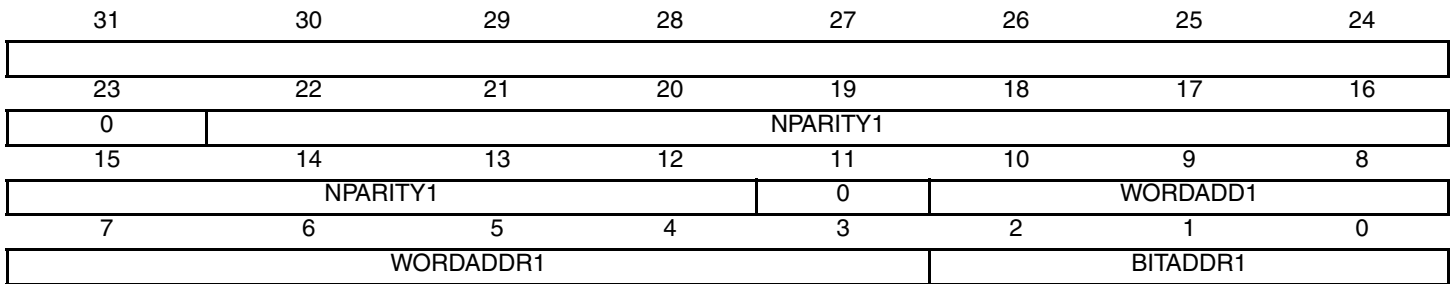 31 30 29 28 27 26 25 24
23 22 21 20 19 18 17 16
0 NPARITY1
15 14 13 12 11 10 9 8
NPARITY1 0 WORDADD1
7 6 5 4 3 2 1 0
WORDADDR1 BITADDR1